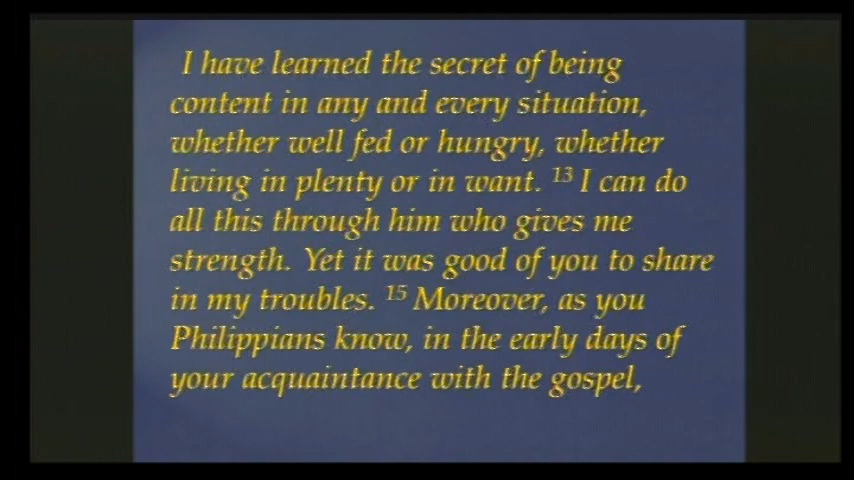 I have learned the secret of being
content in any and every situation,
whether well fed or hungry, whether
living in plenty or in want. 13 I can do
all this through him who gives me
strength. Yet it was good of you to share
in my troubles. 15 Moreover, as you
Philippians know, in the early days of
your acquaintance with the gospel,